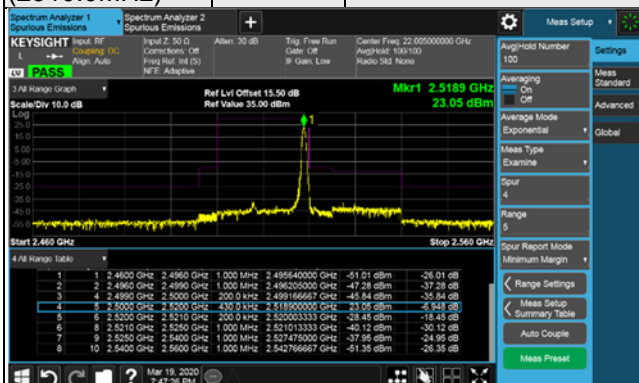 (2510.0MHz)
Spectrum Analyzer 1
Spurious Emissions
Spectrum Analyzer 2
Spurious Emissions
Meas Setup
KEYSIGHT
Input: RF
Coupling: DC
Align: Auto
Input Z: 50 Ω
Corrections: Off
Freq Ref: Int (S)
NFE: Adaptive
Atten: 30 dB
Trig: Free Run
Gate: Off
IF Gain: Low
Center Freq: 22.005000000 GHz
Avg|Hold: 100/100
Radio Std: None
L
PASS
3 All Range Graph
Ref Lvl Offset 15.50 dB
Mkr1 2.5189 GHz
Scale/Div 10.0 dB
Ref Value 35.00 dBm
23.05 dBm
Log
25.0
15.0
5.00
-5.00
-15.0
-25.0
-35.0
-45.0
-55.0
1
Start 2.460 GHz
Stop 2.560 GHz
4 All Range Table
1 1 2.4600 GHz 2.4960 GHz 1.000 MHz 2.495640000 GHz -51.01 dBm -26.01 dB
2 2 2.4960 GHz 2.4990 GHz 1.000 MHz 2.496205000 GHz -47.28 dBm -37.28 dB
3 4 2.4990 GHz 2.5000 GHz 200.0 kHz 2.499166667 GHz -45.84 dBm -35.84 dB
4 5 2.5000 GHz 2.5200 GHz 430.0 kHz 2.518900000 GHz 23.05 dBm -6.948 dB
5 6 2.5200 GHz 2.5210 GHz 200.0 kHz 2.520003333 GHz -28.45 dBm -18.45 dB
6 8 2.5210 GHz 2.5250 GHz 1.000 MHz 2.521013333 GHz -40.12 dBm -30.12 dB
7 9 2.5250 GHz 2.5400 GHz 1.000 MHz 2.527475000 GHz -37.95 dBm -24.95 dB
8 10 2.5400 GHz 2.5600 GHz 1.000 MHz 2.542766667 GHz -51.35 dBm -26.35 dB
Mar 19, 2020
7:47:26 PM
Avg|Hold Number
100
Averaging
On
Off
Average Mode
Exponential
Meas Type
Examine
Spur
4
Range
5
Spur Report Mode
Minimum Margin
Range Settings
Meas Setup
Summary Table
Auto Couple
Meas Preset
Settings
Meas
Standard
Advanced
Global